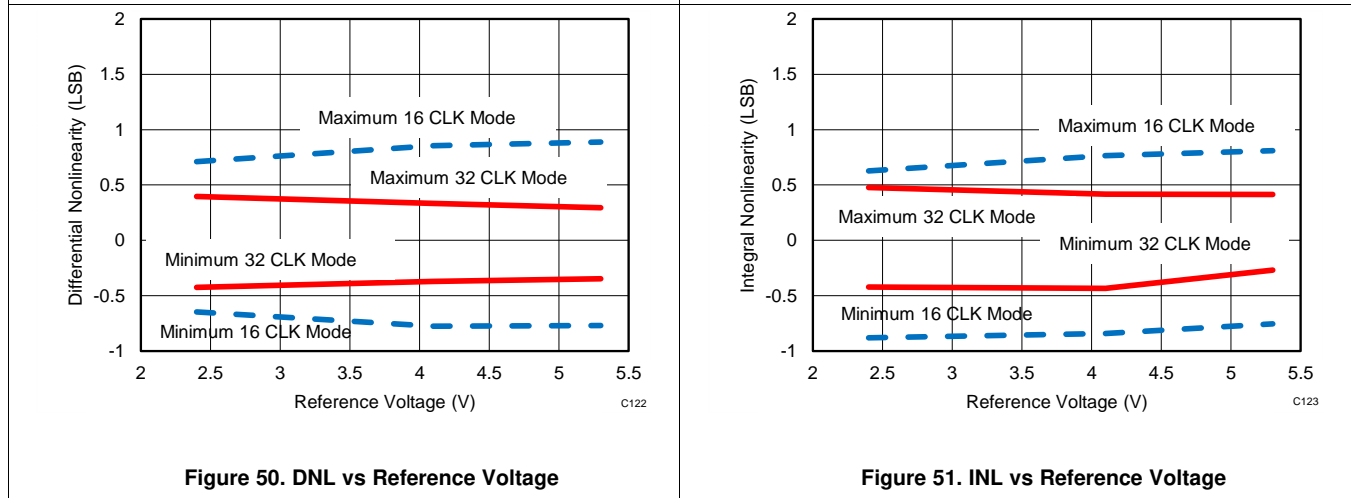 2
1.5
1
0.5
0
-0.5
-1
Differential Nonlinearity (LSB)
Maximum 16 CLK Mode
Maximum 32 CLK Mode
Minimum 32 CLK Mode
Minimum 16 CLK Mode
2 2.5 3 3.5 4 4.5 5 5.5
Reference Voltage (V)
C122
Figure 50. DNL vs Reference Voltage
2
1.5
1
0.5
0
-0.5
-1
Integral Nonlinearity (LSB)
Maximum 16 CLK Mode
Maximum 32 CLK Mode
Minimum 32 CLK Mode
Minimum 16 CLK Mode
2 2.5 3 3.5 4 4.5 5 5.5
Reference Voltage (V)
C123
Figure 51. INL vs Reference Voltage